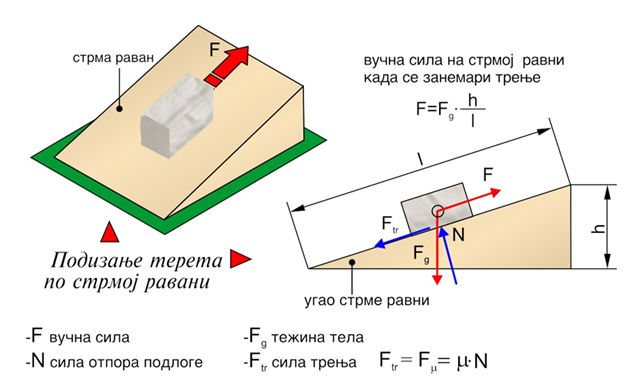 стрма раван
F
вучна сила на стрмој равни
када се занемари трење
F=Fg·h/l
l
F
Ftr
N
Fg
h
Подизање терета
по стрмој равани
угао стрме равни
-F вучна сила
-N сила отпора подлоге
-Fg тежина тела
-Ftr сила трења Ftr = Fμ = μ·N